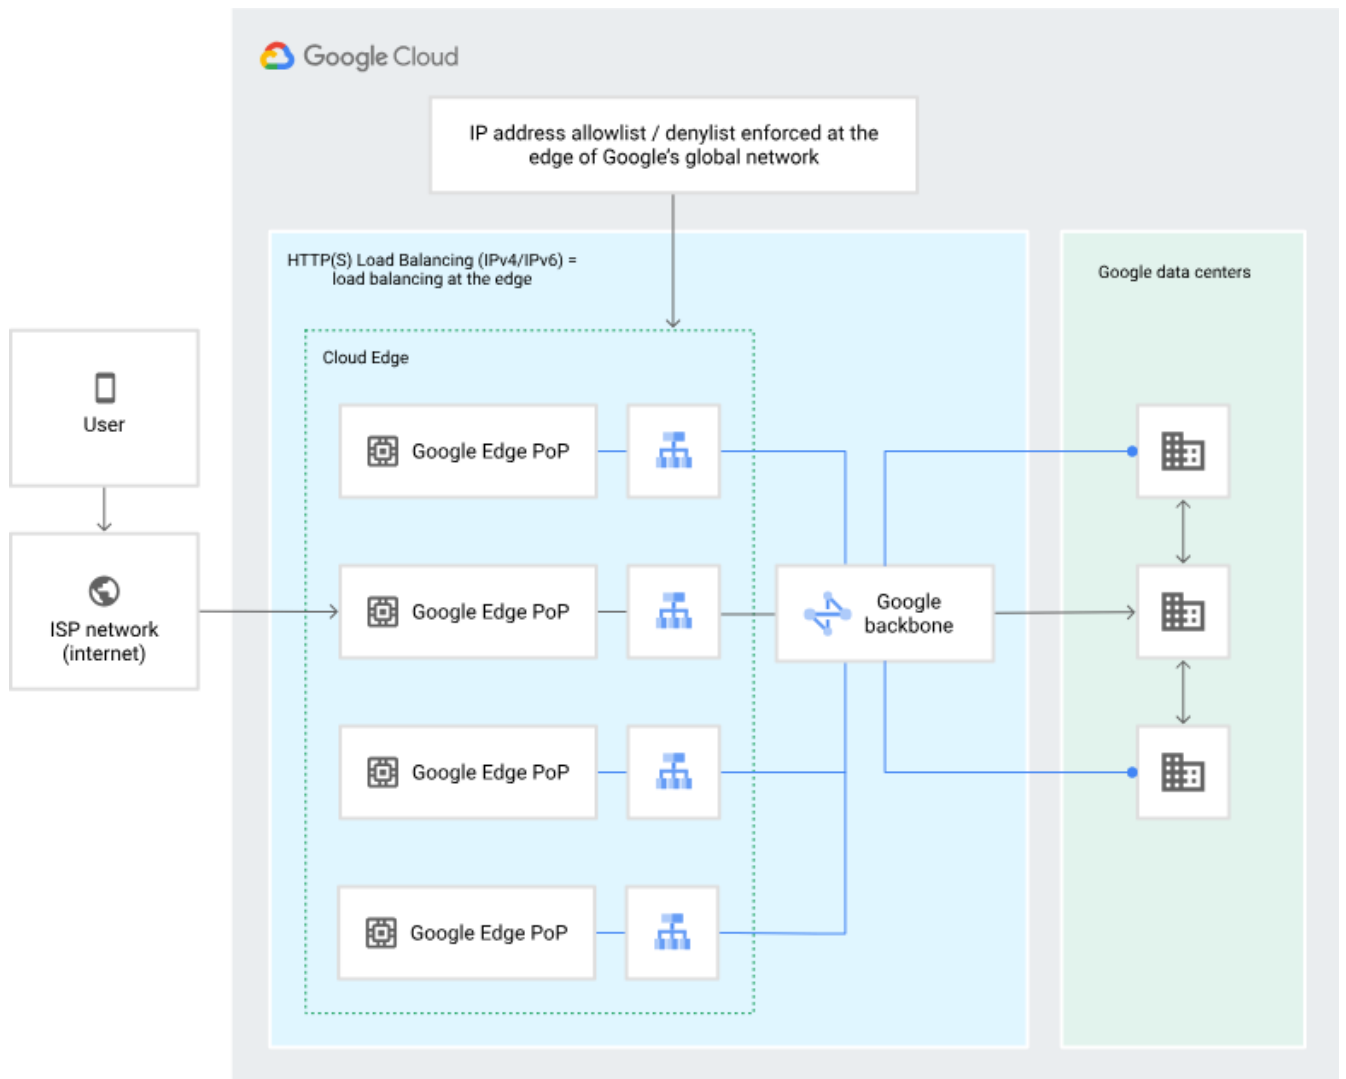 Google Cloud
IP address allowlist / denylist enforced at the
edge of Google's global network
HTTP(S) Load Balancing (IPv4/IPv6) =
load balancing at the edge
Google data centers
Cloud Edge
User
Google Edge PoP
ISP network
(internet)
Google Edge PoP
Google
backbone
Google Edge PoP
Google Edge PoP